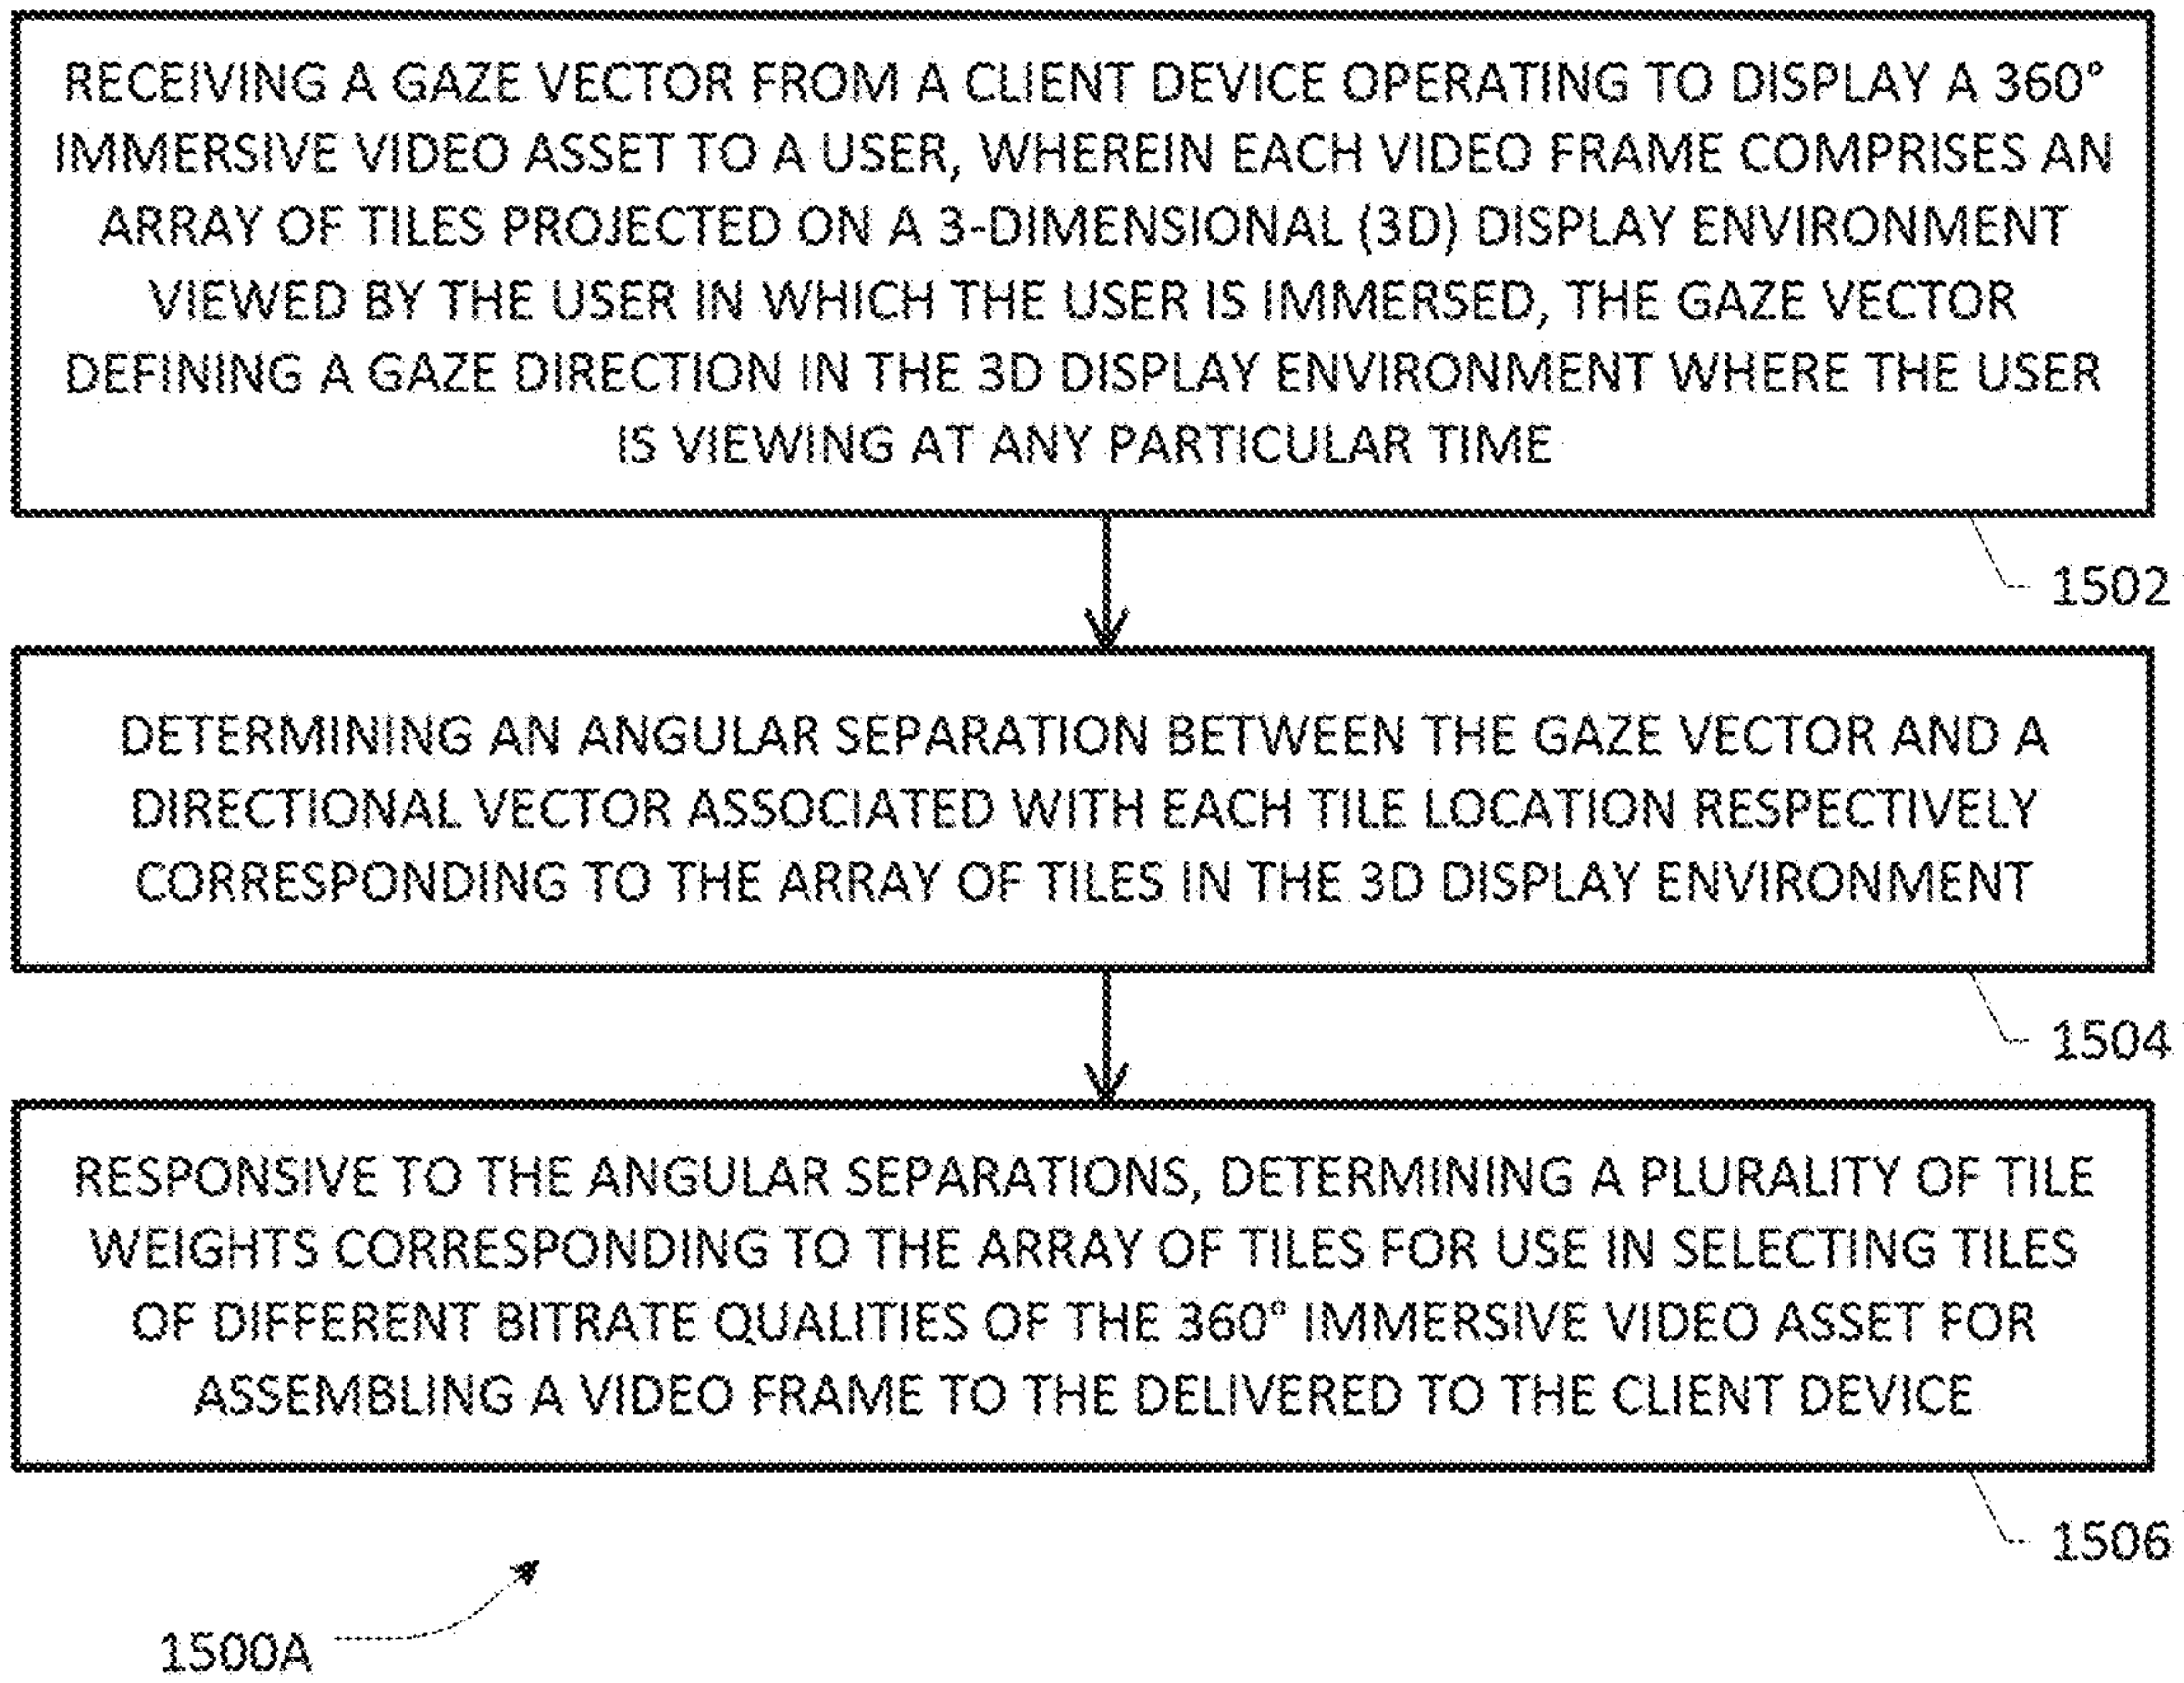 RECEIVING A GAZE VECTOR FROM A CLIENT DEVICE OPERATING TO DISPLAY A 360°
IMMERSIVE VIDEO ASSET TO A USER, WHEREIN EACH VIDEO FRAME COMPRISES AN
ARRAY OF TILES PROJECTED ON A 3-DIMENSIONAL (3D) DISPLAY ENVIRONMENT
VIEWED BY THE USER IN WHICH THE USER IS IMMERSED, THE GAZE VECTOR
DEFINING A GAZE DIRECTION IN THE 3D DISPLAY ENVIRONMENT WHERE THE USER
IS VIEWING AT ANY PARTICULAR TIME
1502
DETERMINING AN ANGULAR SEPARATION BETWEEN THE GAZE VECTOR AND A
DIRECTIONAL VECTOR ASSOCIATED WITH EACH TILE LOCATION RESPECTIVELY
CORRESPONDING TO THE ARRAY OF TILES IN THE 3D DISPLAY ENVIRONMENT
1504
RESPONSIVE TO THE ANGULAR SEPARATIONS, DETERMINING A PLURALITY OF TILE
WEIGHTS CORRESPONDING TO THE ARRAY OF TILES FOR USE IN SELECTING TILES
OF DIFFERENT BITRATE QUALITIES OF THE 360° IMMERSIVE VIDEO ASSET FOR
ASSEMBLING A VIDEO FRAME TO THE DELIVERED TO THE CLIENT DEVICE
1506
1500A